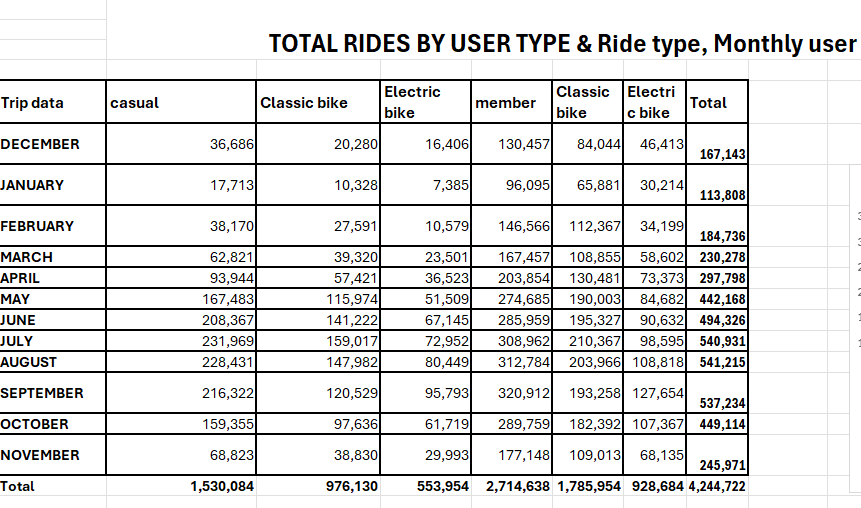 TOTAL RIDES BY USER TYPE & Ride type, Monthly user
Trip data casual Classic bike Electric bike member Classic bike Electric bike Total
DECEMBER 36,686 20,280 16,406 130,457 84,044 46,413 167,143
JANUARY 17,713 10,328 7,385 96,095 65,881 30,214 113,808
FEBRUARY 38,170 27,591 10,579 146,566 112,367 34,199 184,736
MARCH 62,821 39,320 23,501 167,457 108,855 58,602 230,278
APRIL 93,944 57,421 36,523 203,854 130,481 73,373 297,798
MAY 167,483 115,974 51,509 274,685 190,003 84,682 442,168
JUNE 208,367 141,222 67,145 285,959 195,327 90,632 494,326
JULY 231,969 159,017 72,952 308,962 210,367 98,595 540,931
AUGUST 228,431 147,982 80,449 312,784 203,966 108,818 541,215
SEPTEMBER 216,322 120,529 95,793 320,912 193,258 127,654 537,234
OCTOBER 159,355 97,636 61,719 289,759 182,392 107,367 449,114
NOVEMBER 68,823 38,830 29,993 177,148 109,013 68,135 245,971
Total 1,530,084 976,130 553,954 2,714,638 1,785,954 928,684 4,244,722